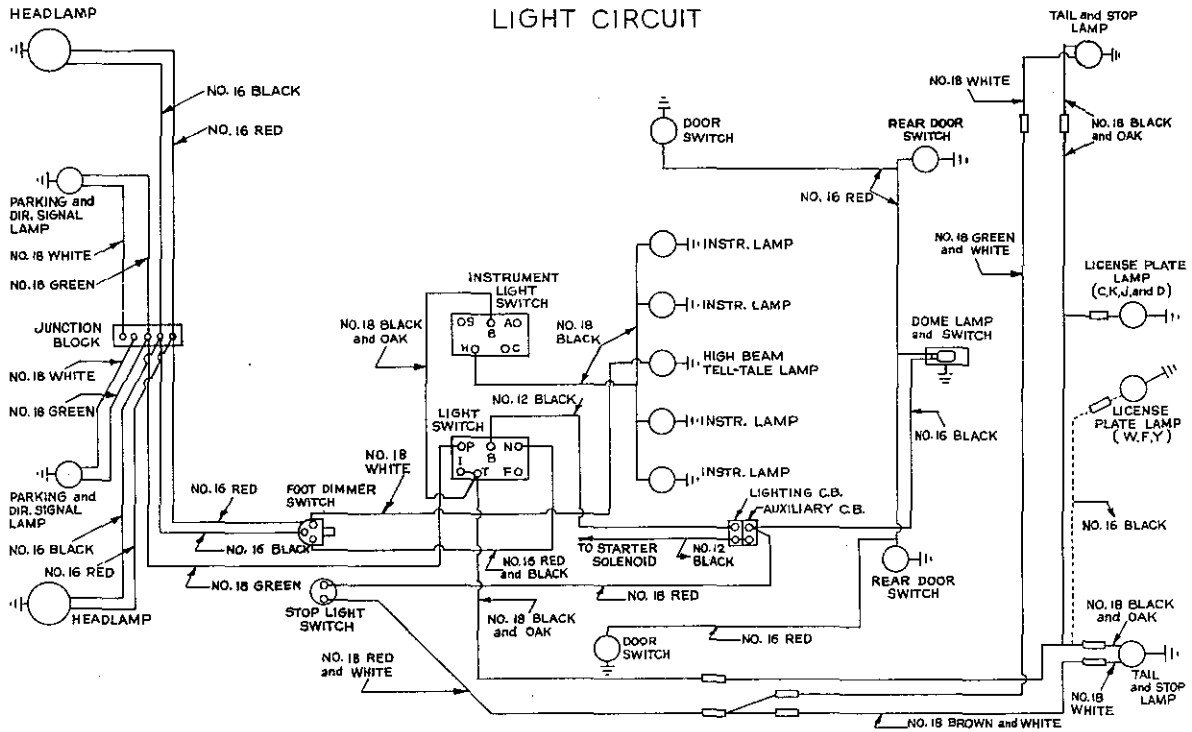 LIGHT CIRCUIT
HEADLAMP
NO. 16 BLACK
NO. 16 RED
PARKING and
DIR. SIGNAL
LAMP
NO. 18 WHITE
NO. 18 GREEN
JUNCTION
BLOCK
NO. 18 WHITE
NO. 18 GREEN
PARKING and
DIR. SIGNAL
LAMP
NO. 16 BLACK
NO. 16 RED
HEADLAMP
NO. 16 RED
NO. 16 BLACK
NO. 18 GREEN
FOOT DIMMER
SWITCH
STOP LIGHT
SWITCH
NO. 18 RED
and WHITE
NO. 18
WHITE
NO. 18 BLACK
and OAK
INSTRUMENT
LIGHT
SWITCH
S B A
H C
NO. 18
BLACK
NO. 12 BLACK
LIGHT
SWITCH
P B N
I T F
NO. 16 RED
and BLACK
NO. 18 BLACK
and OAK
DOOR
SWITCH
INSTR. LAMP
INSTR. LAMP
HIGH BEAM
TELL-TALE LAMP
INSTR. LAMP
INSTR. LAMP
LIGHTING C.B.
AUXILIARY C.B.
TO STARTER
SOLENOID
NO. 12
BLACK
NO. 18 RED
DOOR
SWITCH
NO. 16 RED
REAR DOOR
SWITCH
NO. 16 RED
DOME LAMP
and SWITCH
NO. 16 BLACK
REAR DOOR
SWITCH
TAIL and STOP
LAMP
NO. 18 WHITE
NO. 18 BLACK
and OAK
NO. 18 GREEN
and WHITE
LICENSE PLATE
LAMP
(C,K,J,and D)
LICENSE
PLATE LAMP
(W,F,Y)
NO. 16 BLACK
NO. 18 BLACK
and OAK
TAIL
and STOP
LAMP
NO. 18
WHITE
NO. 18 BROWN and WHITE